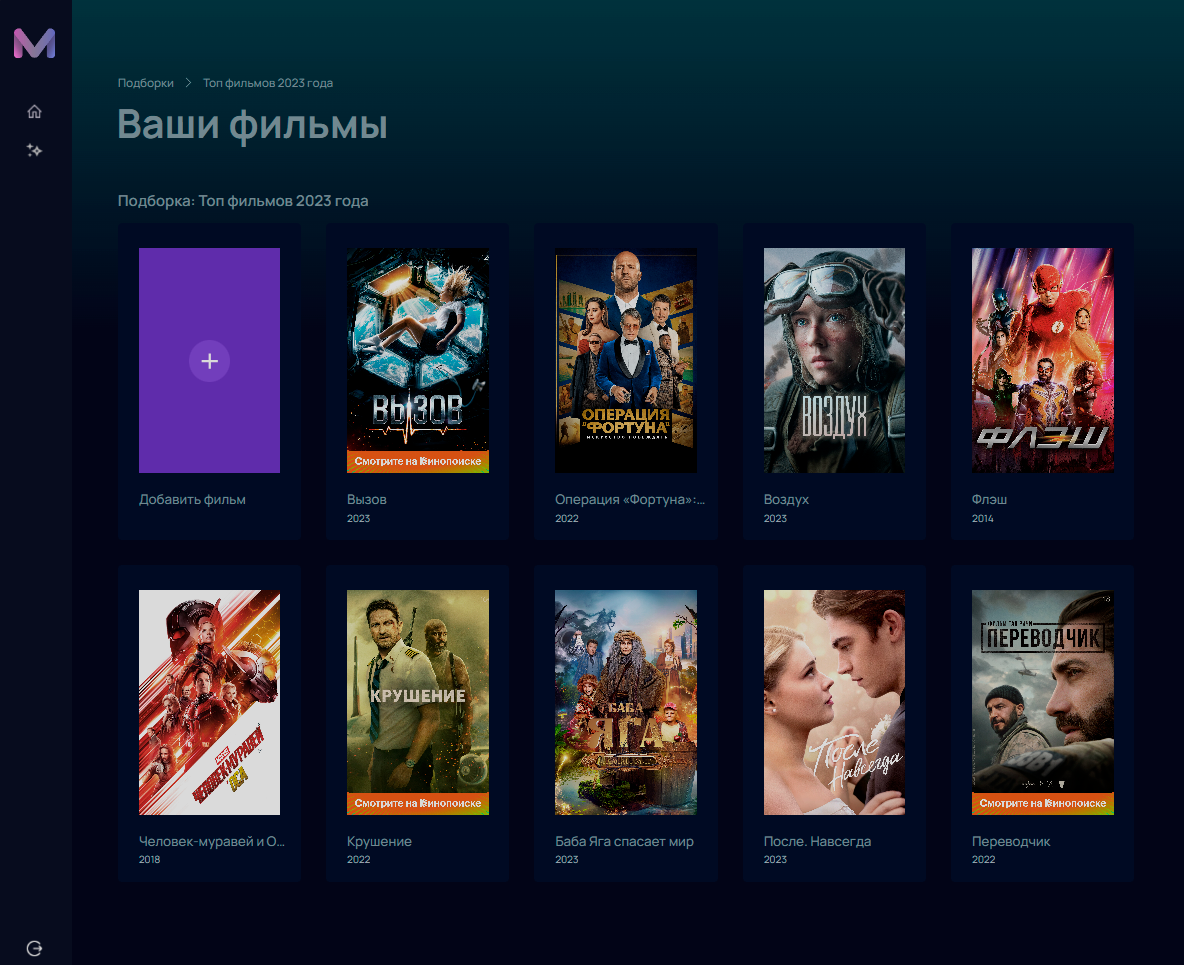 Подборки
Топ фильмов 2023 года
Ваши фильмы
Подборка: Топ фильмов 2023 года
ВЫЗОВ
Смотрите на Кинопоиске
ОПЕРАЦИЯ
"ФОРТУНА"
ИСКУССТВО ПОБЕЖДАТЬ
ВОЗДУХ
ФЛЭШ
Добавить фильм
Вызов
2023
Операция «Фортуна»:...
2022
Воздух
2023
Флэш
2014
ЧЕЛОВЕК-МУРАВЕЙ
ОСА
КРУШЕНИЕ
Смотрите на Кинопоиске
БАБА
ЯГА
После
Навсегда
ФИЛЬМ ГАЯ РИЧИ
ПЕРЕВОДЧИК
Смотрите на Кинопоиске
Человек-муравей и О...
2018
Крушение
2022
Баба Яга спасает мир
2023
После. Навсегда
2023
Переводчик
2022